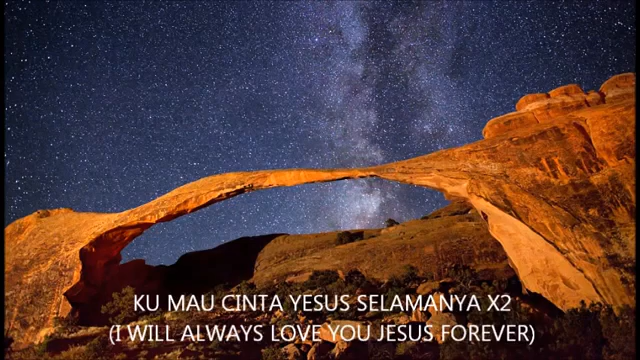 KU MAU CINTA YESUS SELAMANYA X2
(I WILL ALWAYS LOVE YOU JESUS FOREVER)